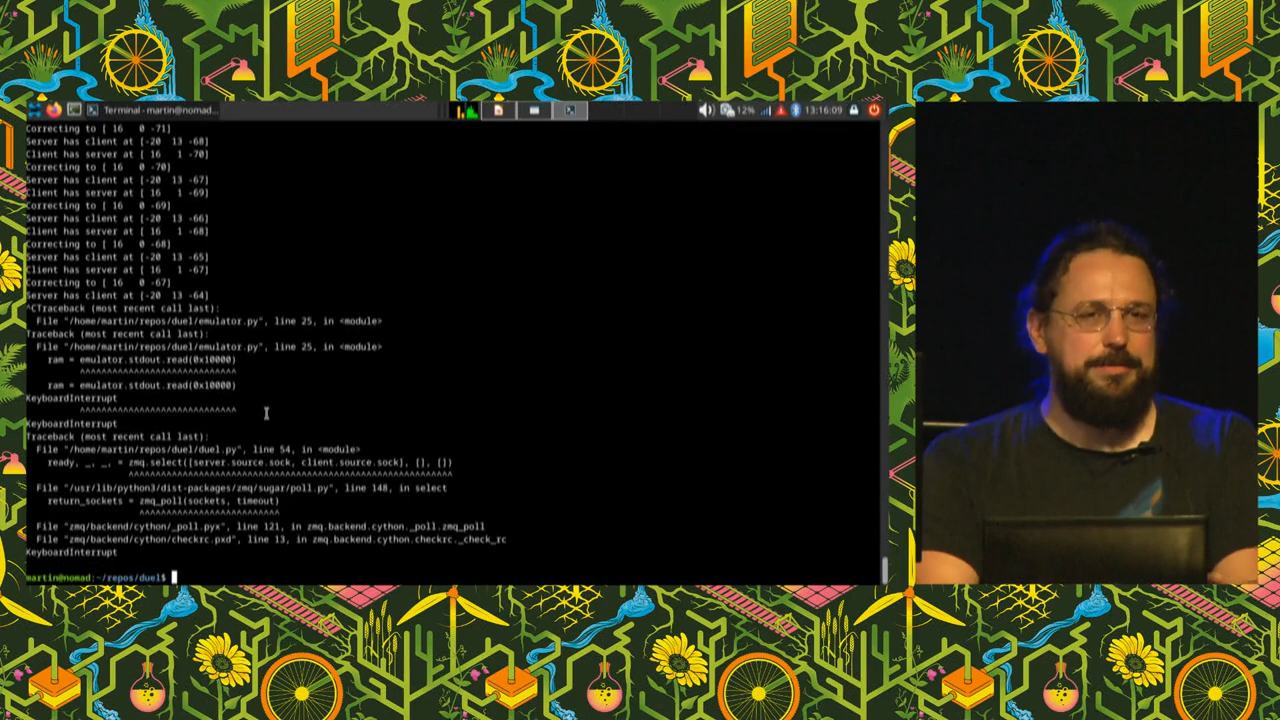 Terminal - martin@nomad...
12%
13:16:09
Correcting to [ 16   0 -71]
Server has client at [-20  13 -68]
Client has server at [ 16   1 -70]
Correcting to [ 16   0 -70]
Server has client at [-20  13 -67]
Client has server at [ 16   1 -69]
Correcting to [ 16   0 -69]
Server has client at [-20  13 -66]
Client has server at [ 16   1 -68]
Correcting to [ 16   0 -68]
Server has client at [-20  13 -65]
Client has server at [ 16   1 -67]
Correcting to [ 16   0 -67]
Server has client at [-20  13 -64]
^CTraceback (most recent call last):
  File "/home/martin/repos/duel/emulator.py", line 25, in <module>
Traceback (most recent call last):
  File "/home/martin/repos/duel/emulator.py", line 25, in <module>
    ram = emulator.stdout.read(0x10000)
          ^^^^^^^^^^^^^^^^^^^^^^^^^^^^^
    ram = emulator.stdout.read(0x10000)
KeyboardInterrupt
          ^^^^^^^^^^^^^^^^^^^^^^^^^^^^^
KeyboardInterrupt
Traceback (most recent call last):
  File "/home/martin/repos/duel/duel.py", line 54, in <module>
    ready, _, _, = zmq.select([server.source.sock, client.source.sock], [], [])
                   ^^^^^^^^^^^^^^^^^^^^^^^^^^^^^^^^^^^^^^^^^^^^^^^^^^^^^^^^^^^^
  File "/usr/lib/python3/dist-packages/zmq/sugar/poll.py", line 148, in select
    return_sockets = zmq_poll(sockets, timeout)
                     ^^^^^^^^^^^^^^^^^^^^^^^^^^
  File "zmq/backend/cython/_poll.pyx", line 121, in zmq.backend.cython._poll.zmq_poll
  File "zmq/backend/cython/checkrc.pxd", line 13, in zmq.backend.cython.checkrc._check_rc
KeyboardInterrupt
martin@nomad:~/repos/duel$